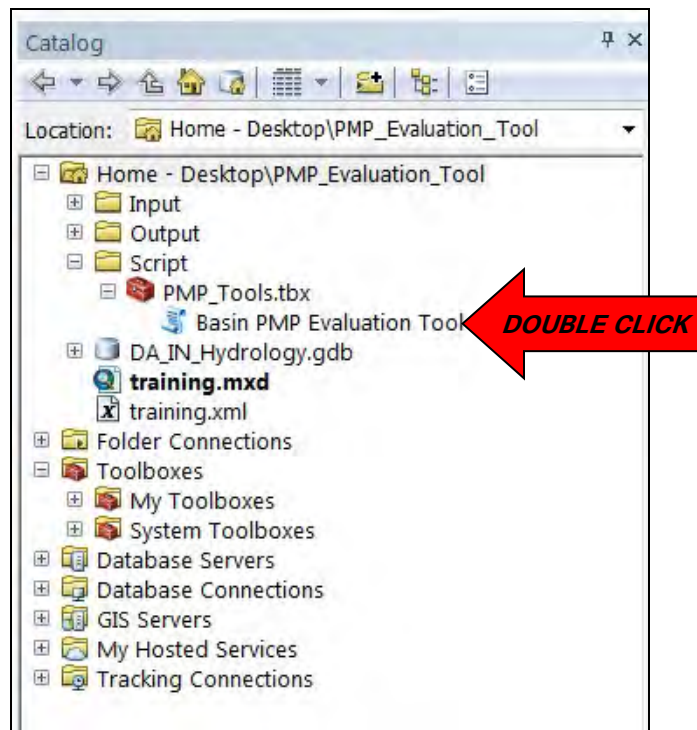 Catalog
Location: Home - Desktop\PMP_Evaluation_Tool
Home - Desktop\PMP_Evaluation_Tool
Input
Output
Script
PMP_Tools.tbx
Basin PMP Evaluation Tool
DOUBLE CLICK
DA_IN_Hydrology.gdb
training.mxd
training.xml
Folder Connections
Toolboxes
My Toolboxes
System Toolboxes
Database Servers
Database Connections
GIS Servers
My Hosted Services
Tracking Connections